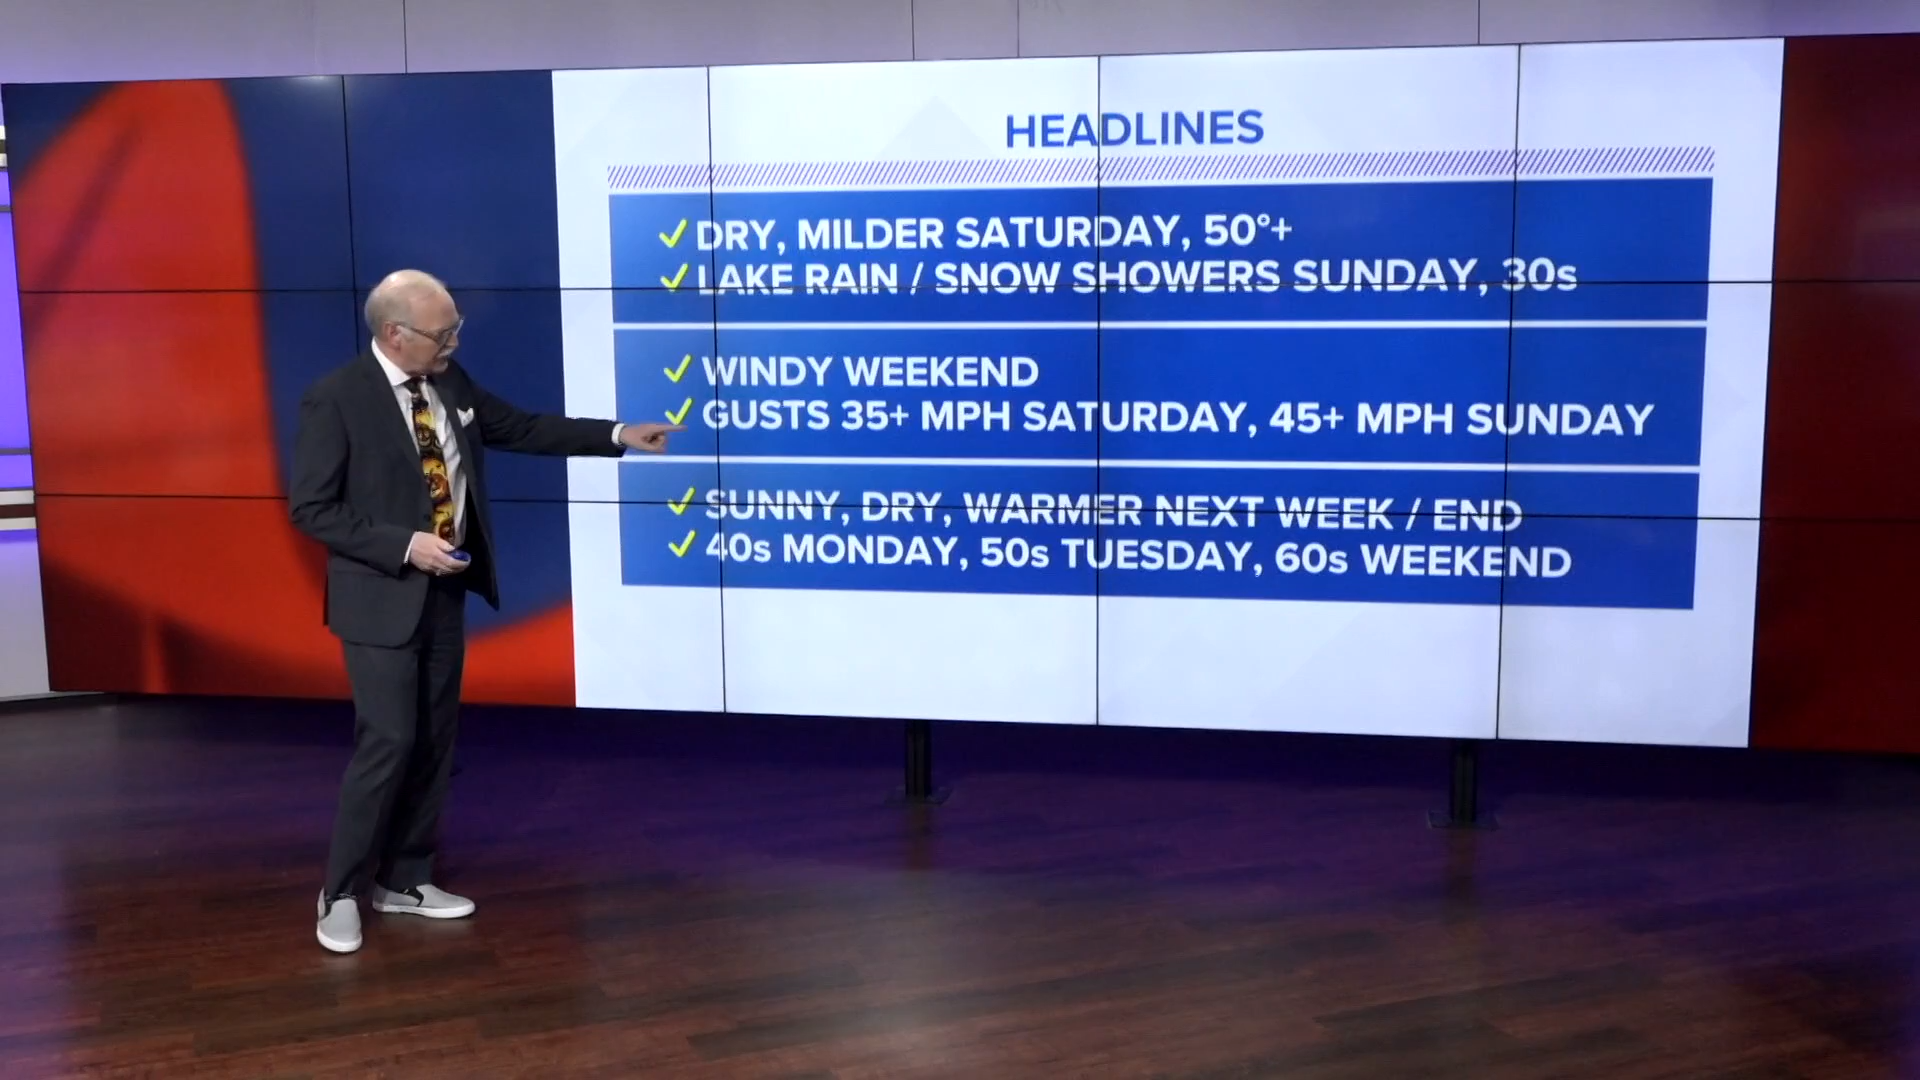 HEADLINES
✓ DRY, MILDER SATURDAY, 50°+
✓ LAKE RAIN / SNOW SHOWERS SUNDAY, 30s
✓ WINDY WEEKEND
✓ GUSTS 35+ MPH SATURDAY, 45+ MPH SUNDAY
✓ SUNNY, DRY, WARMER NEXT WEEK / END
✓ 40s MONDAY, 50s TUESDAY, 60s WEEKEND